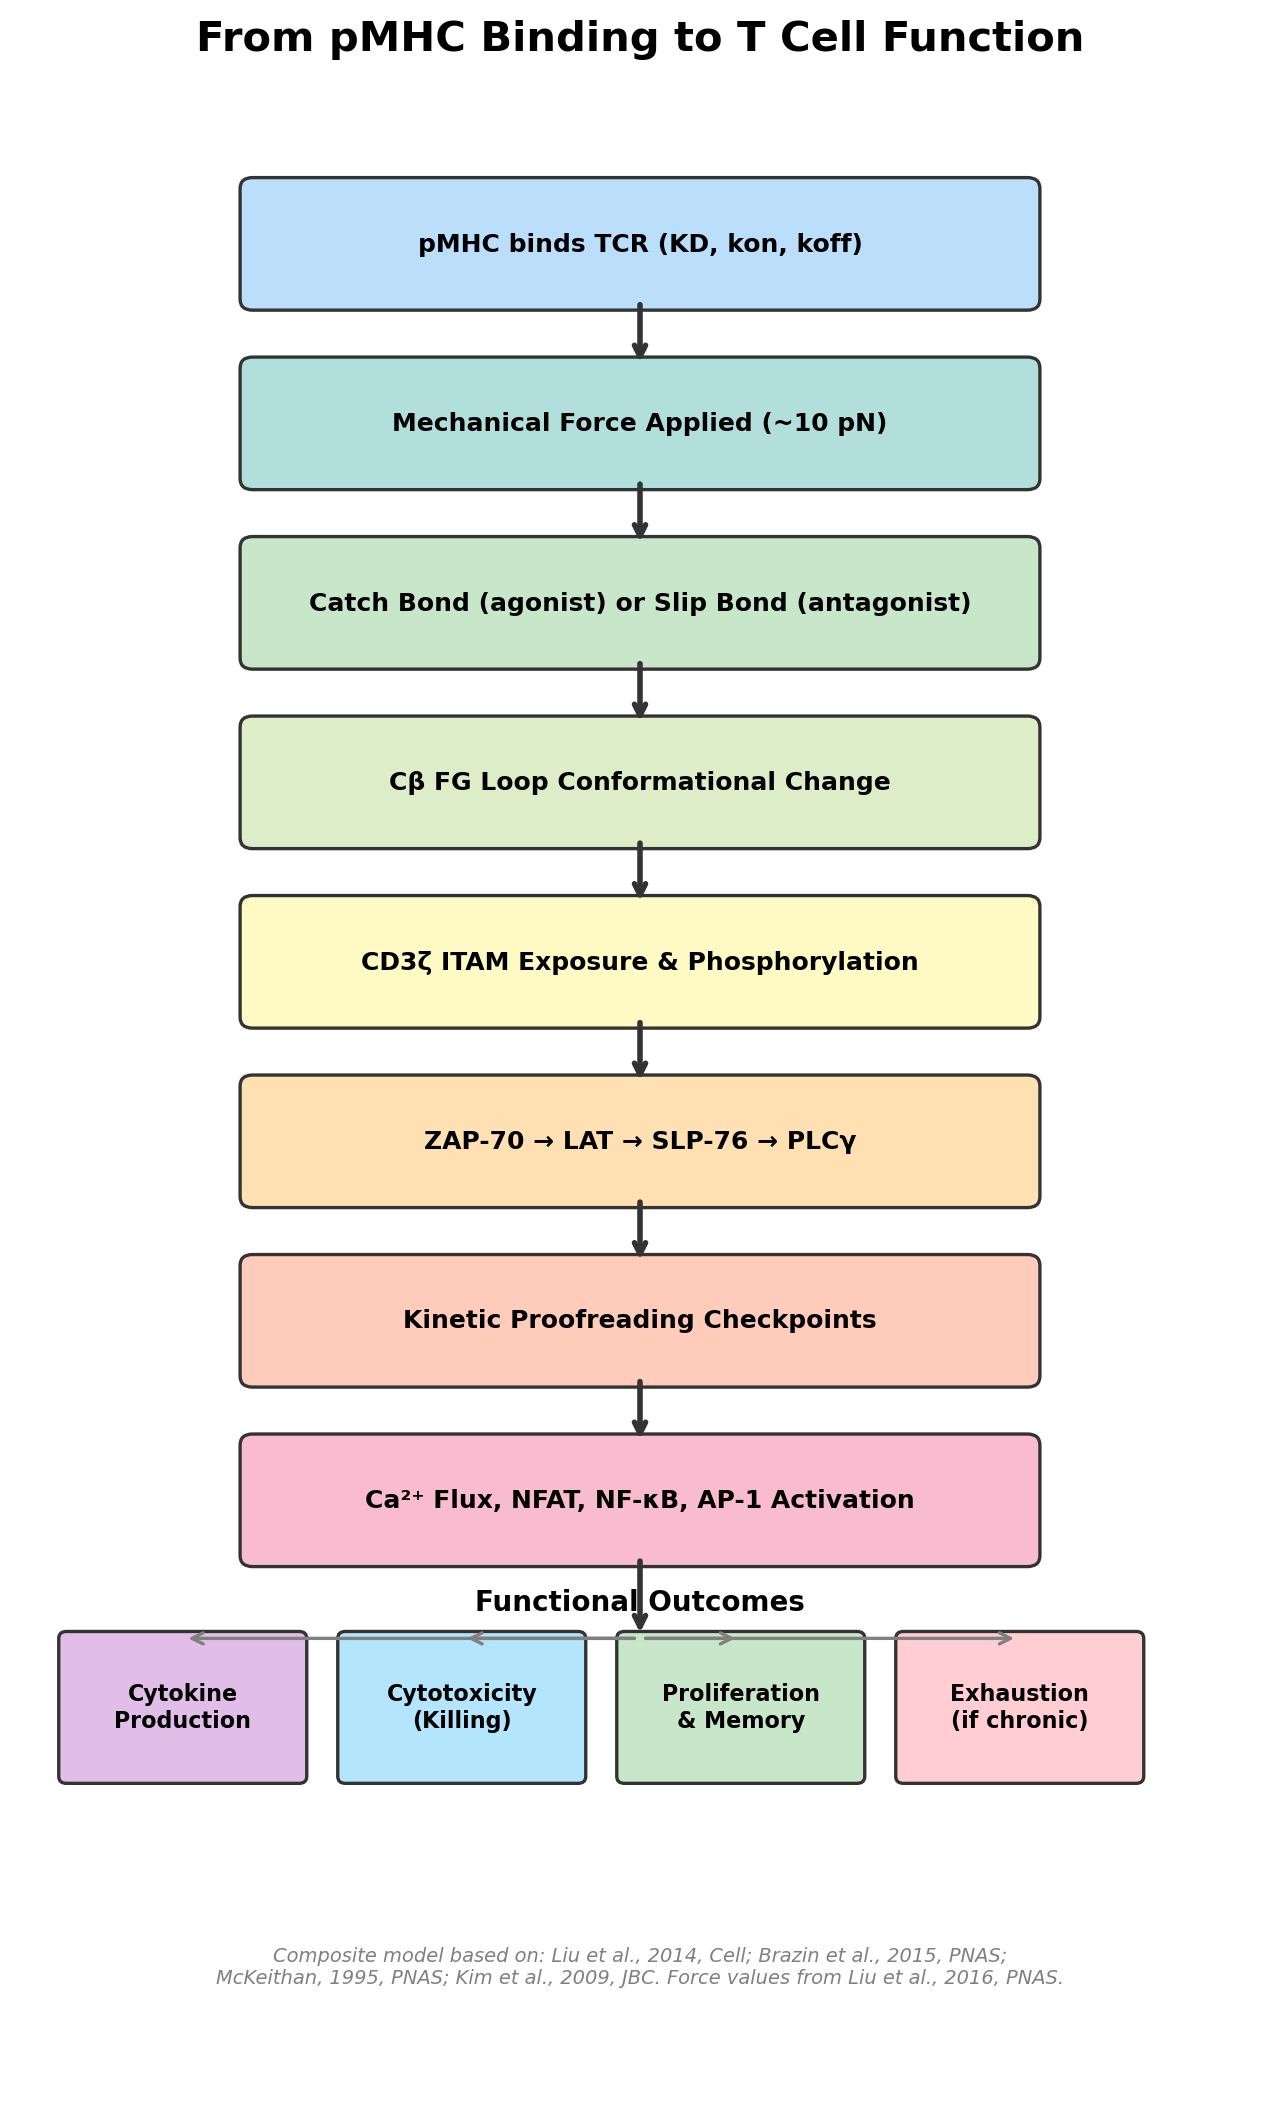 From pMHC Binding to T Cell Function
pMHC binds TCR (KD, kon, koff)
Mechanical Force Applied (~10 pN)
Catch Bond (agonist) or Slip Bond (antagonist)
Cβ FG Loop Conformational Change
CD3ζ ITAM Exposure & Phosphorylation
ZAP-70 → LAT → SLP-76 → PLCγ
Kinetic Proofreading Checkpoints
Ca²⁺ Flux, NFAT, NF-κB, AP-1 Activation
Functional Outcomes
Cytokine
Production
Cytotoxicity
(Killing)
Proliferation
& Memory
Exhaustion
(if chronic)
Composite model based on: Liu et al., 2014, Cell; Brazin et al., 2015, PNAS;
McKeithan, 1995, PNAS; Kim et al., 2009, JBC. Force values from Liu et al., 2016, PNAS.